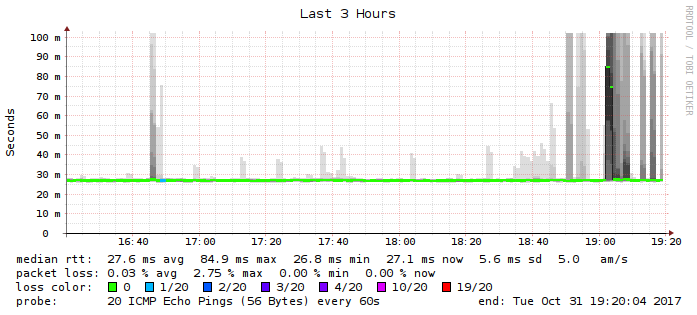 Last 3 Hours
RRDTOOL / TOBI OETIKER
Seconds
100 m
90 m
80 m
70 m
60 m
50 m
40 m
30 m
20 m
10 m
0
16:40 17:00 17:20 17:40 18:00 18:20 18:40 19:00 19:20
median rtt: 27.6 ms avg 84.9 ms max 26.8 ms min 27.1 ms now 5.6 ms sd 5.0 am/s
packet loss: 0.03 % avg 2.75 % max 0.00 % min 0.00 % now
loss color: 0 1/20 2/20 3/20 4/20 10/20 19/20
probe: 20 ICMP Echo Pings (56 Bytes) every 60s end: Tue Oct 31 19:20:04 2017